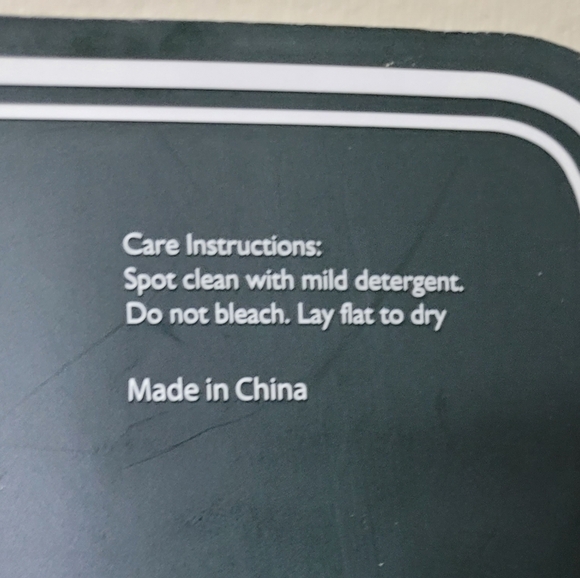 Care Instructions:
Spot clean with mild detergent.
Do not bleach. Lay flat to dry
Made in China